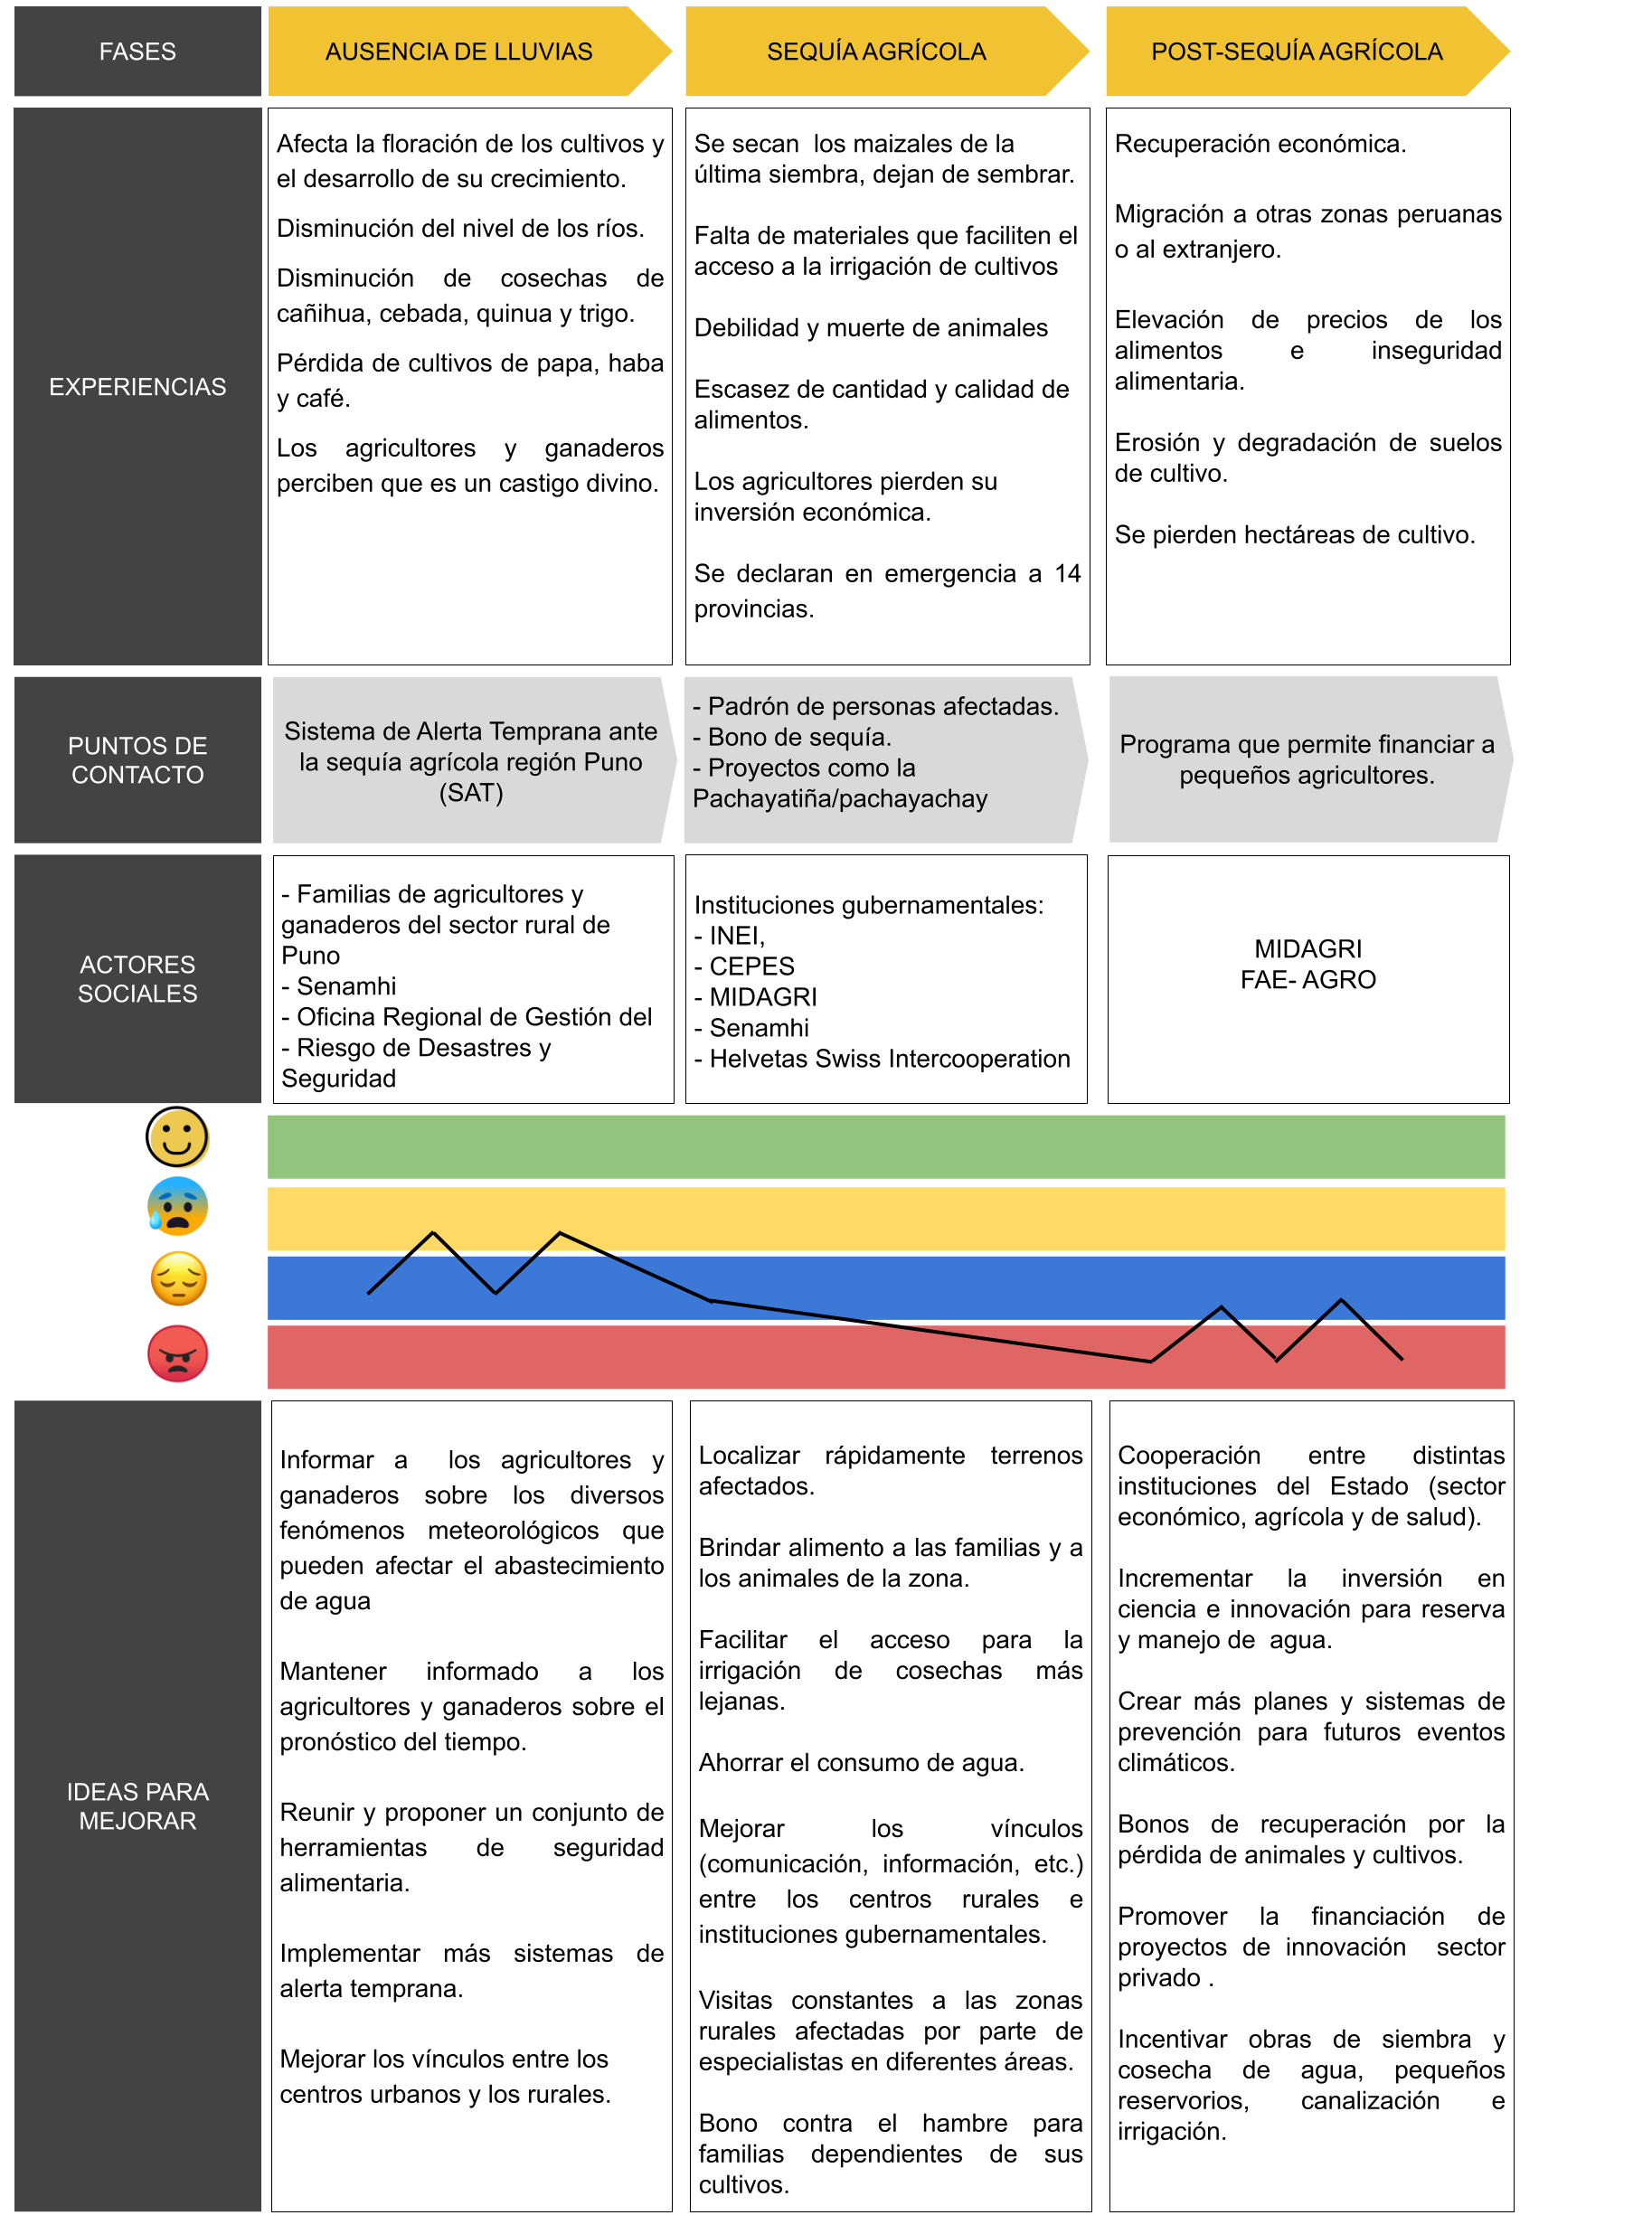 FASES
AUSENCIA DE LLUVIAS
SEQUÍA AGRÍCOLA
POST-SEQUÍA AGRÍCOLA
EXPERIENCIAS
Afecta la floración de los cultivos y
el desarrollo de su crecimiento.
Disminución del nivel de los ríos.
Disminución de cosechas de
cañihua, cebada, quinua y trigo.
Pérdida de cultivos de papa, haba
y café.
Los agricultores y ganaderos
perciben que es un castigo divino.
Se secan los maizales de la
última siembra, dejan de sembrar.
Falta de materiales que faciliten el
acceso a la irrigación de cultivos
Debilidad y muerte de animales
Escasez de cantidad y calidad de
alimentos.
Los agricultores pierden su
inversión económica.
Se declaran en emergencia a 14
provincias.
Recuperación económica.
Migración a otras zonas peruanas
o al extranjero.
Elevación de precios de los
alimentos e inseguridad
alimentaria.
Erosión y degradación de suelos
de cultivo.
Se pierden hectáreas de cultivo.
PUNTOS DE
CONTACTO
Sistema de Alerta Temprana ante
la sequía agrícola región Puno
(SAT)
- Padrón de personas afectadas.
- Bono de sequía.
- Proyectos como la
Pachayatiña/pachayachay
Programa que permite financiar a
pequeños agricultores.
ACTORES
SOCIALES
- Familias de agricultores y
ganaderos del sector rural de
Puno
- Senamhi
- Oficina Regional de Gestión del
- Riesgo de Desastres y
Seguridad
Instituciones gubernamentales:
- INEI,
- CEPES
- MIDAGRI
- Senamhi
- Helvetas Swiss Intercooperation
MIDAGRI
FAE- AGRO
IDEAS PARA
MEJORAR
Informar a los agricultores y
ganaderos sobre los diversos
fenómenos meteorológicos que
pueden afectar el abastecimiento
de agua
Mantener informado a los
agricultores y ganaderos sobre el
pronóstico del tiempo.
Reunir y proponer un conjunto de
herramientas de seguridad
alimentaria.
Implementar más sistemas de
alerta temprana.
Mejorar los vínculos entre los
centros urbanos y los rurales.
Localizar rápidamente terrenos
afectados.
Brindar alimento a las familias y a
los animales de la zona.
Facilitar el acceso para la
irrigación de cosechas más
lejanas.
Ahorrar el consumo de agua.
Mejorar los vínculos
(comunicación, información, etc.)
entre los centros rurales e
instituciones gubernamentales.
Visitas constantes a las zonas
rurales afectadas por parte de
especialistas en diferentes áreas.
Bono contra el hambre para
familias dependientes de sus
cultivos.
Cooperación entre distintas
instituciones del Estado (sector
económico, agrícola y de salud).
Incrementar la inversión en
ciencia e innovación para reserva
y manejo de agua.
Crear más planes y sistemas de
prevención para futuros eventos
climáticos.
Bonos de recuperación por la
pérdida de animales y cultivos.
Promover la financiación de
proyectos de innovación sector
privado .
Incentivar obras de siembra y
cosecha de agua, pequeños
reservorios, canalización e
irrigación.